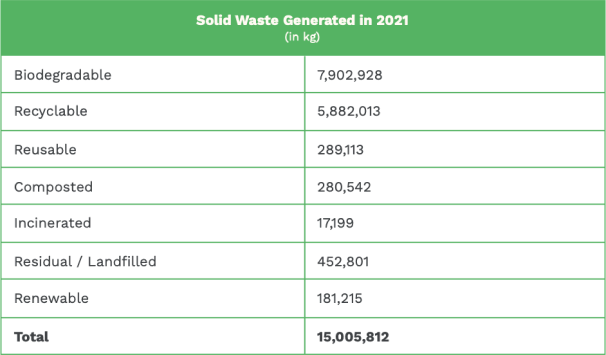 Solid Waste Generated in 2021
(in kg)
Biodegradable 7,902,928
Recyclable 5,882,013
Reusable 289,113
Composted 280,542
Incinerated 17,199
Residual / Landfilled 452,801
Renewable 181,215
Total 15,005,812